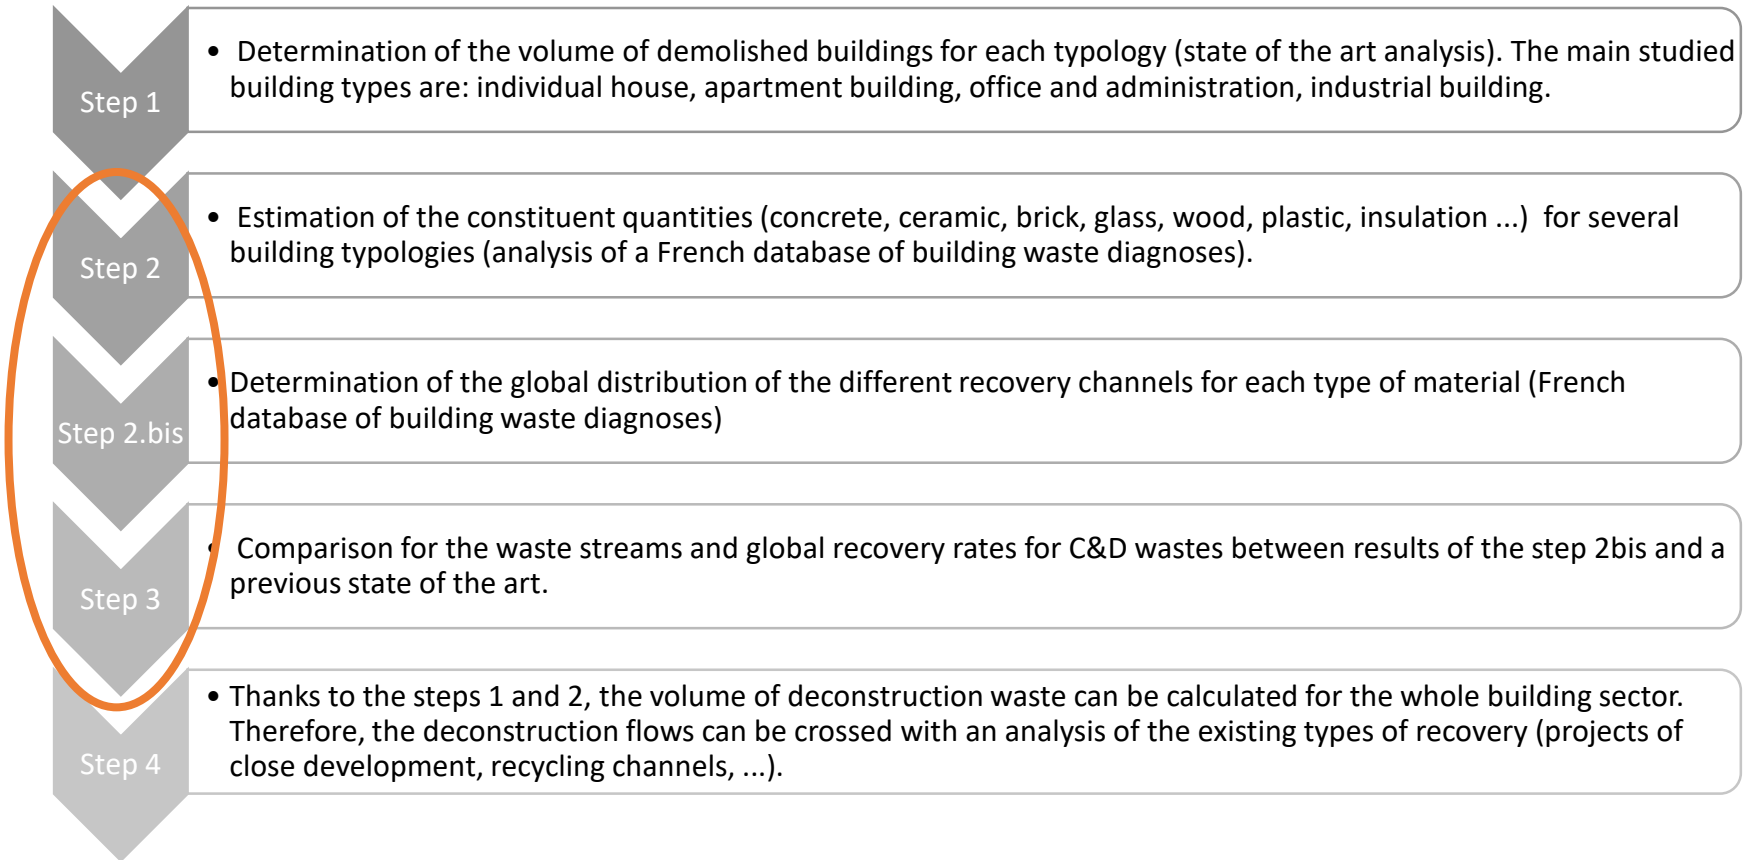 Step 1
• Determination of the volume of demolished buildings for each typology (state of the art analysis). The main studied
building types are: individual house, apartment building, office and administration, industrial building.
Step 2
• Estimation of the constituent quantities (concrete, ceramic, brick, glass, wood, plastic, insulation ...) for several
building typologies (analysis of a French database of building waste diagnoses).
Step 2.bis
• Determination of the global distribution of the different recovery channels for each type of material (French
database of building waste diagnoses)
Step 3
• Comparison for the waste streams and global recovery rates for C&D wastes between results of the step 2bis and a
previous state of the art.
Step 4
• Thanks to the steps 1 and 2, the volume of deconstruction waste can be calculated for the whole building sector.
Therefore, the deconstruction flows can be crossed with an analysis of the existing types of recovery (projects of
close development, recycling channels, ...).